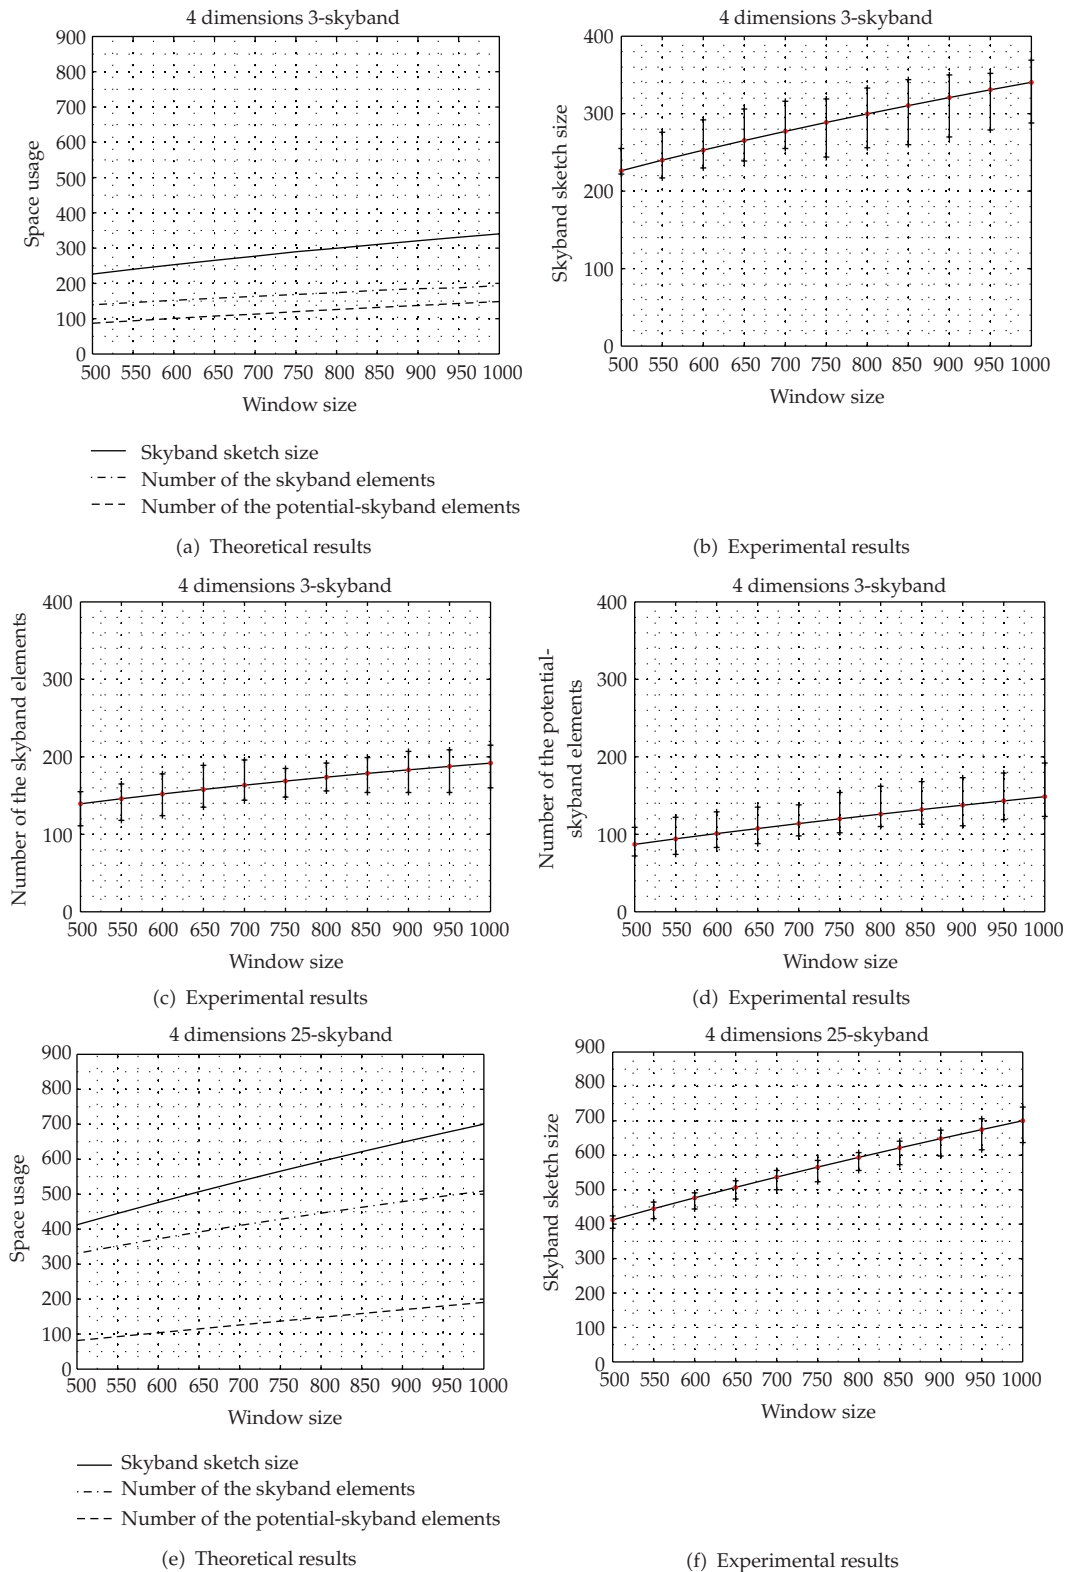 4 dimensions 3-skyband
900
800
700
600
500
400
300
200
100
0
Space usage
500 550 600 650 700 750 800 850 900 950 1000
Window size
Skyband sketch size
Number of the skyband elements
Number of the potential-skyband elements
(a) Theoretical results
4 dimensions 3-skyband
400
300
200
100
0
Skyband sketch size
500 550 600 650 700 750 800 850 900 950 1000
Window size
(b) Experimental results
4 dimensions 3-skyband
400
300
200
100
0
Number of the skyband elements
500 550 600 650 700 750 800 850 900 950 1000
Window size
(c) Experimental results
4 dimensions 3-skyband
400
300
200
100
0
Number of the potential-
skyband elements
500 550 600 650 700 750 800 850 900 950 1000
Window size
(d) Experimental results
4 dimensions 25-skyband
900
800
700
600
500
400
300
200
100
0
Space usage
500 550 600 650 700 750 800 850 900 950 1000
Window size
Skyband sketch size
Number of the skyband elements
Number of the potential-skyband elements
(e) Theoretical results
4 dimensions 25-skyband
900
800
700
600
500
400
300
200
100
0
Skyband sketch size
500 550 600 650 700 750 800 850 900 950 1000
Window size
(f) Experimental results